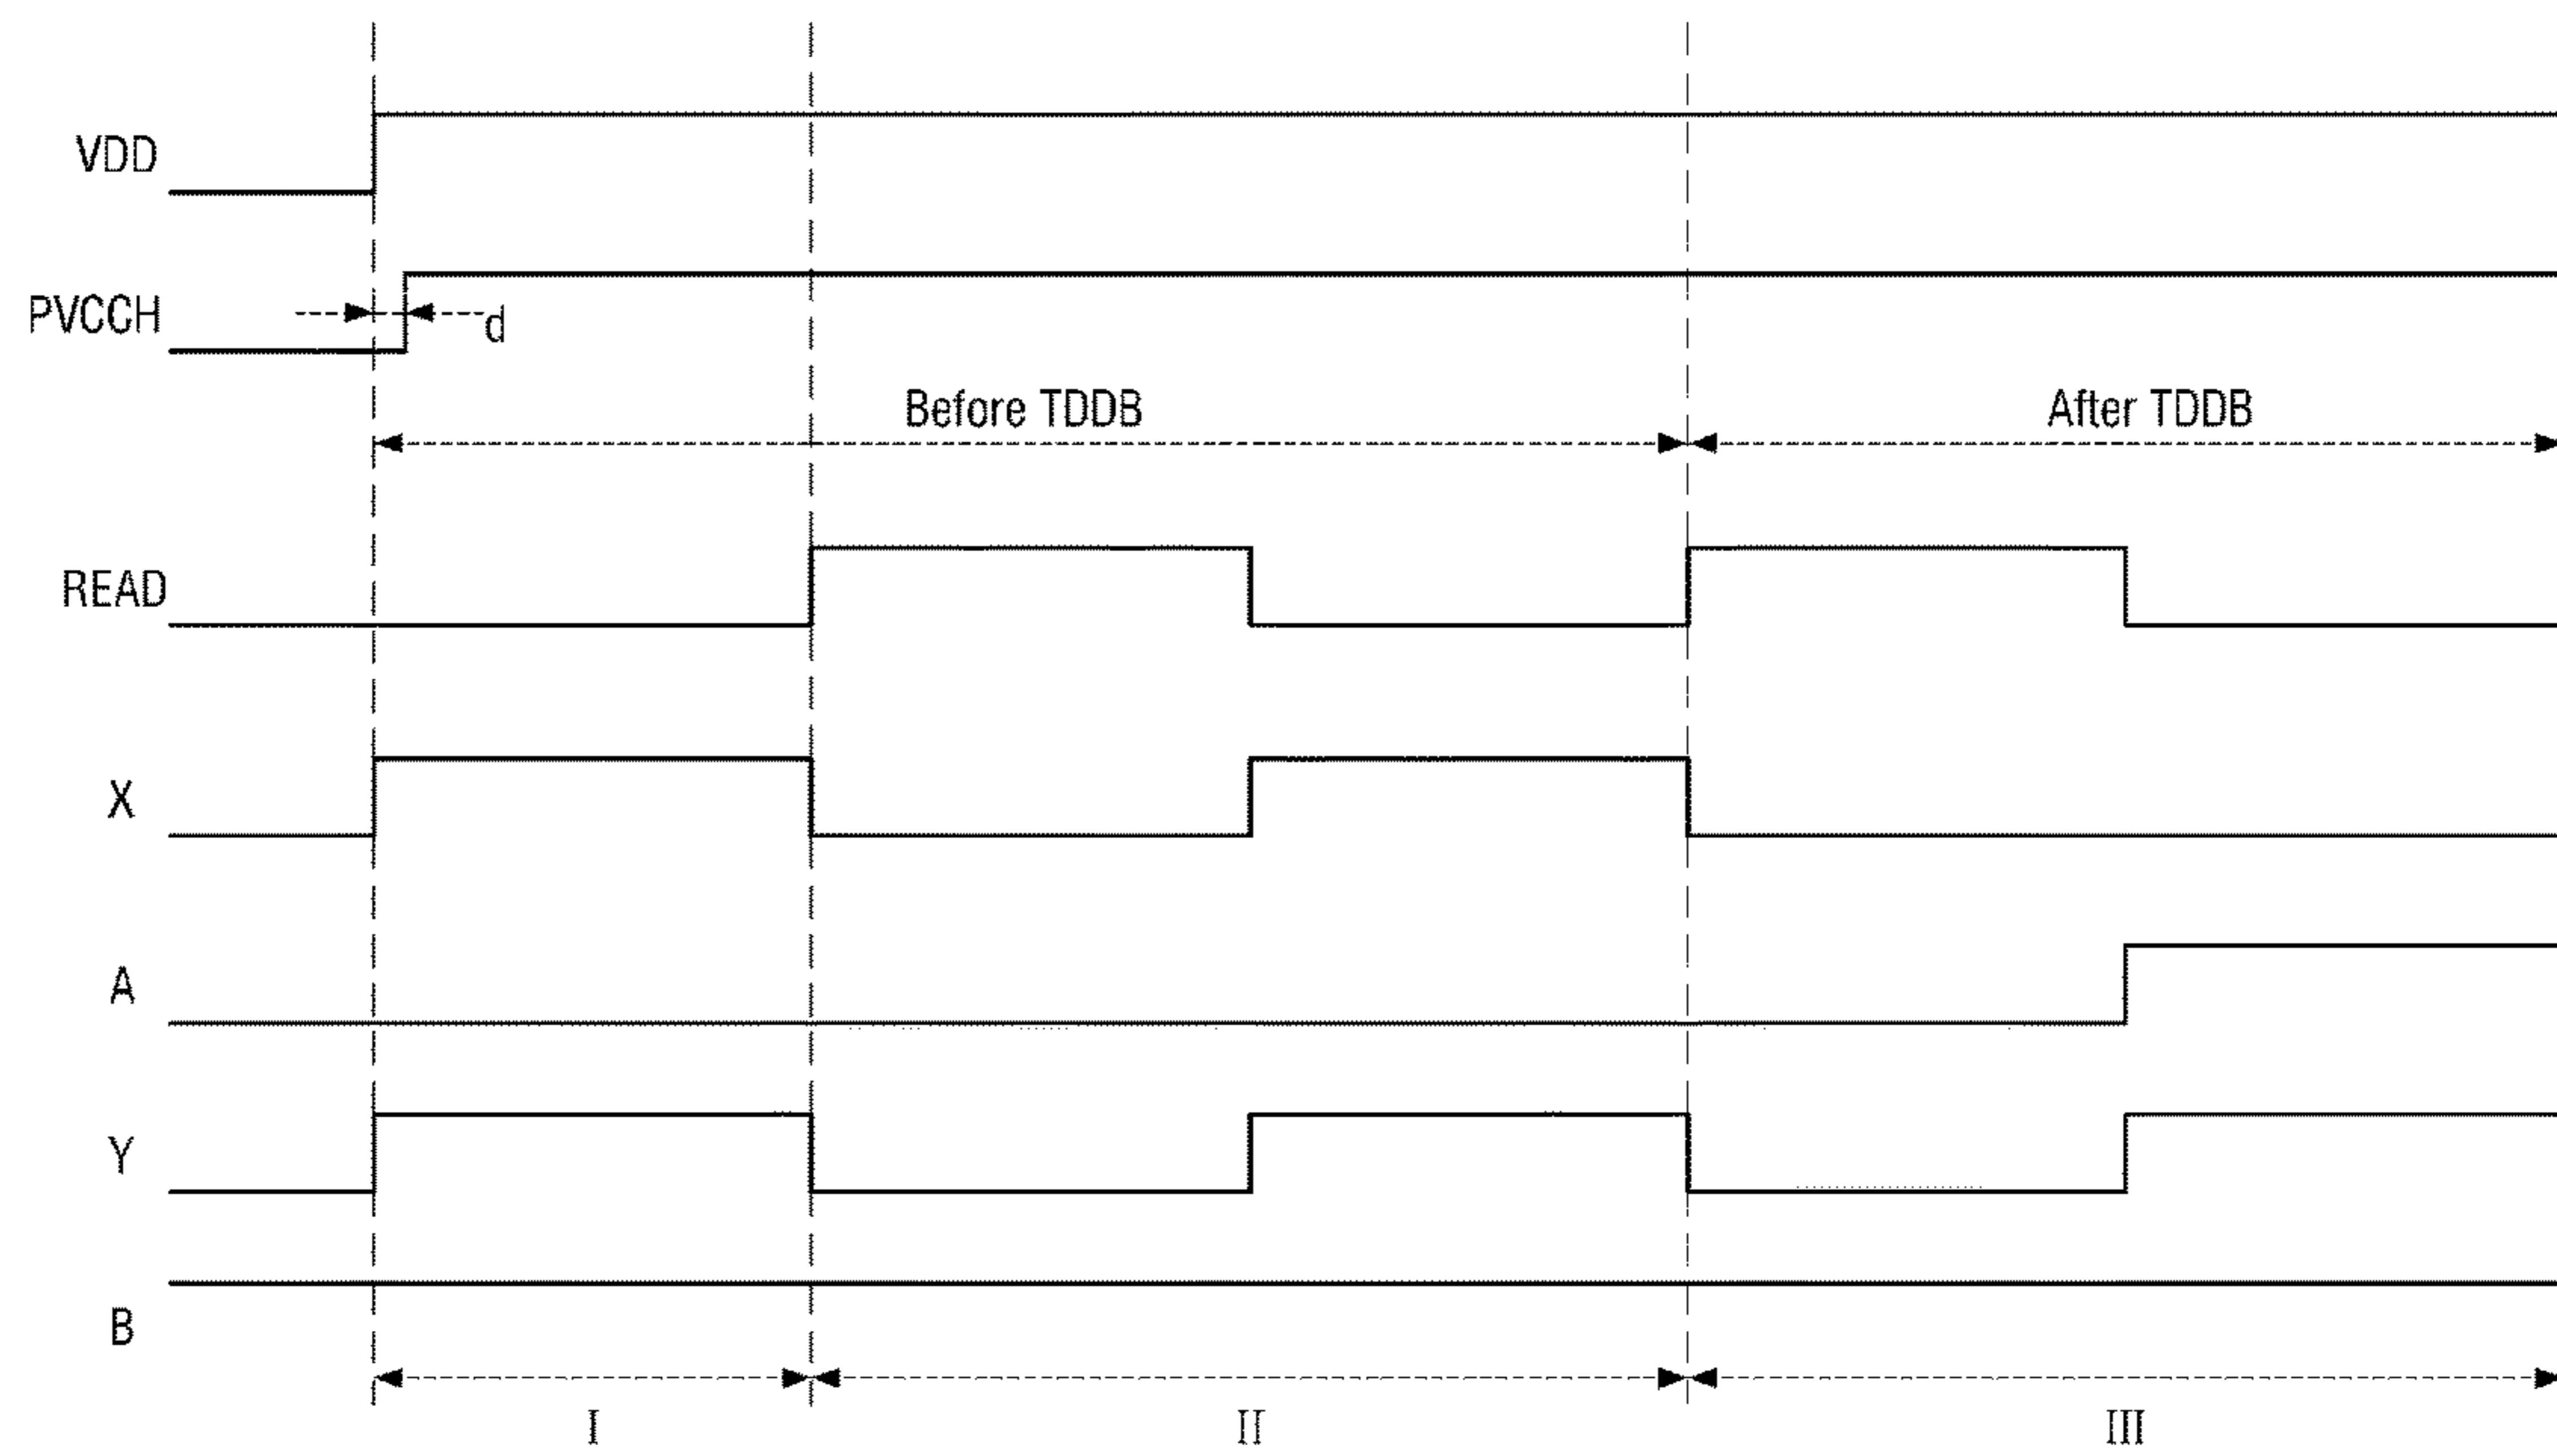 VDD
PVCCH
d
Before TDDB
After TDDB
READ
X
A
Y
B
I
II
III